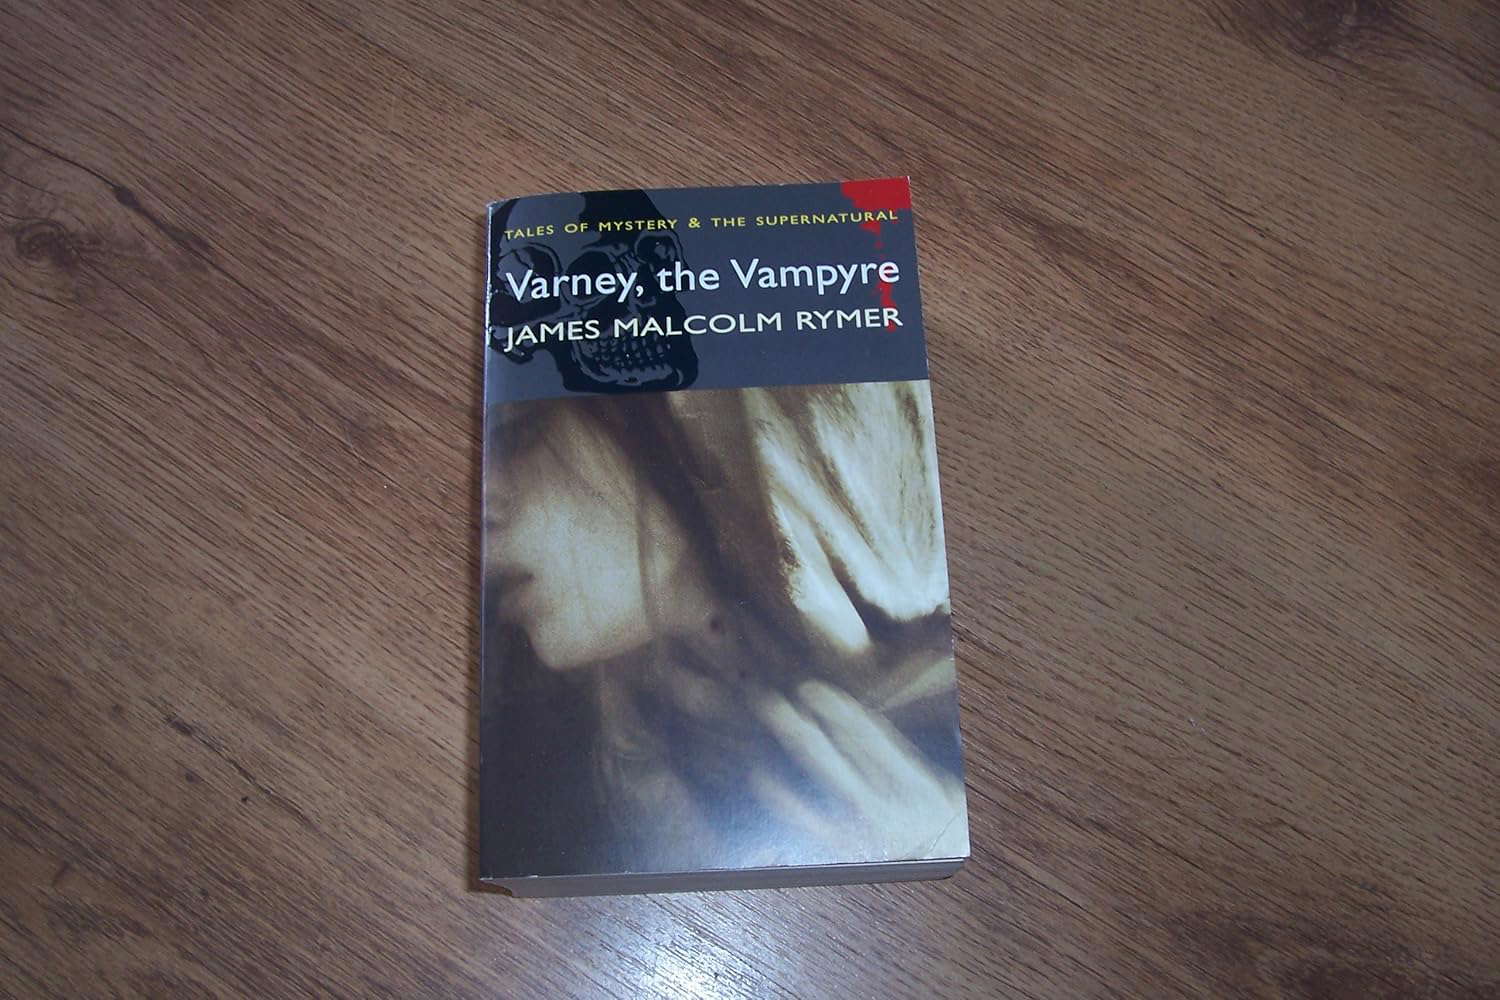 TALES OF MYSTERY & THE SUPERNATURAL
Varney, the Vampyre
JAMES MALCOLM RYMER